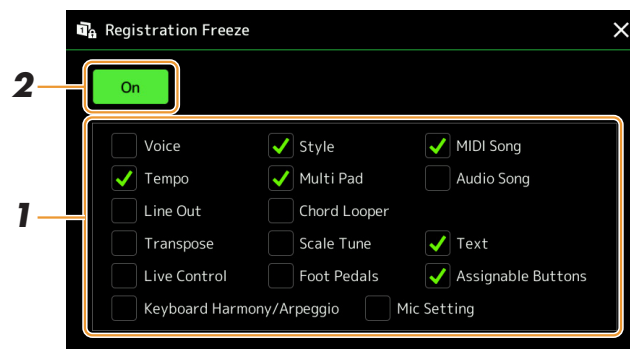 Registration Freeze
2
On
Voice Style MIDI Song
Tempo Multi Pad Audio Song
1
Line Out Chord Looper
Transpose Scale Tune Text
Live Control Foot Pedals Assignable Buttons
Keyboard Harmony/Arpeggio Mic Setting